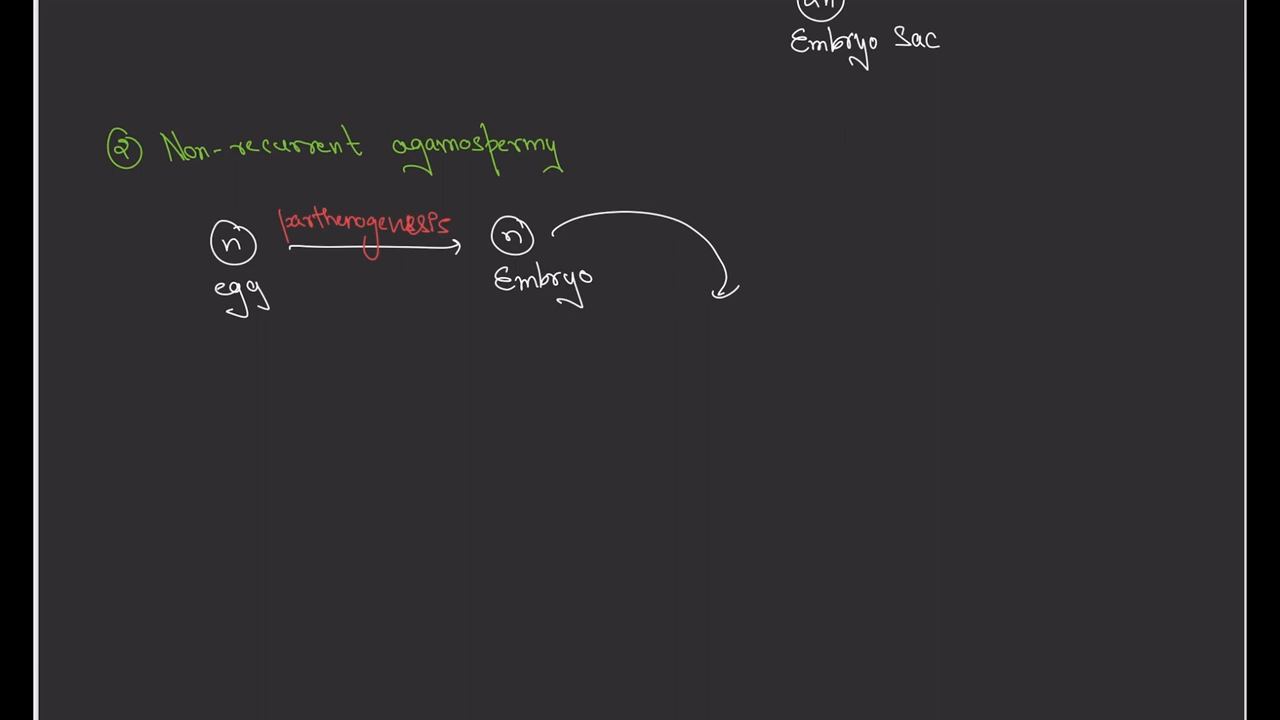 Embryo Sac
② Non-recurrent agamospermy
n parthenogenesis n
egg Embryo